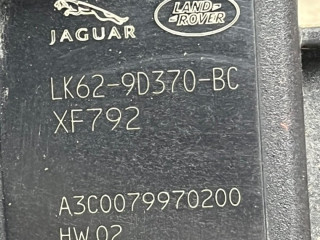 JAGUAR
LAND
ROVER
LK62-9D370-BC
XF792
A3C0079970200
HW 02